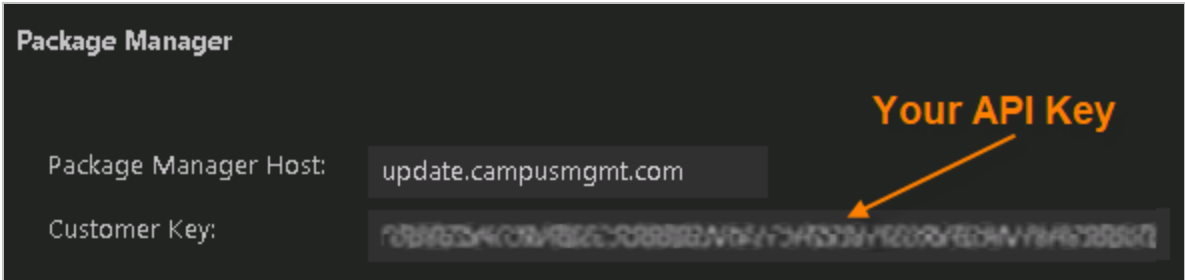 Package Manager
Your API Key
Package Manager Host: update.campusmgmt.com
Customer Key: